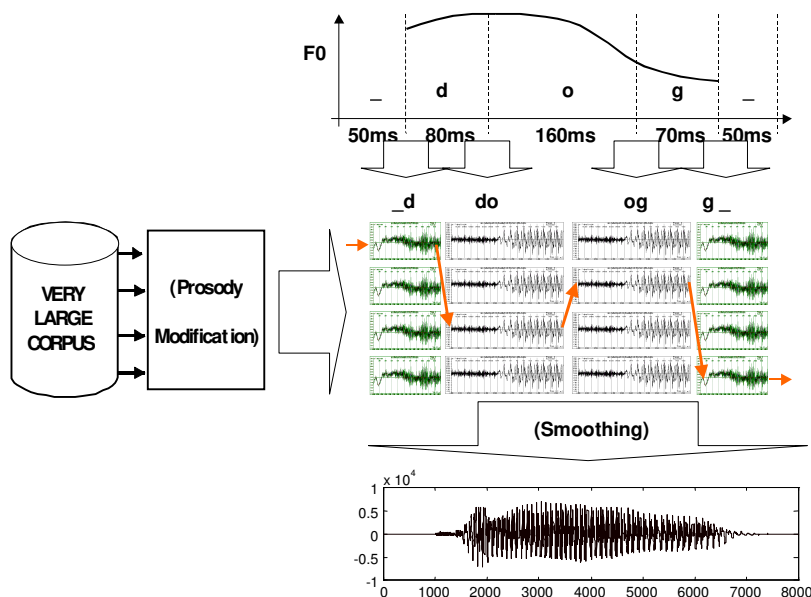 F0
_ d o g _
50ms 80ms 160ms 70ms 50ms
_d do og g_
VERY
LARGE
CORPUS
(Prosody
Modification)
(Smoothing)
x 10^4
1
0.5
0
-0.5
-1
0 1000 2000 3000 4000 5000 6000 7000 8000